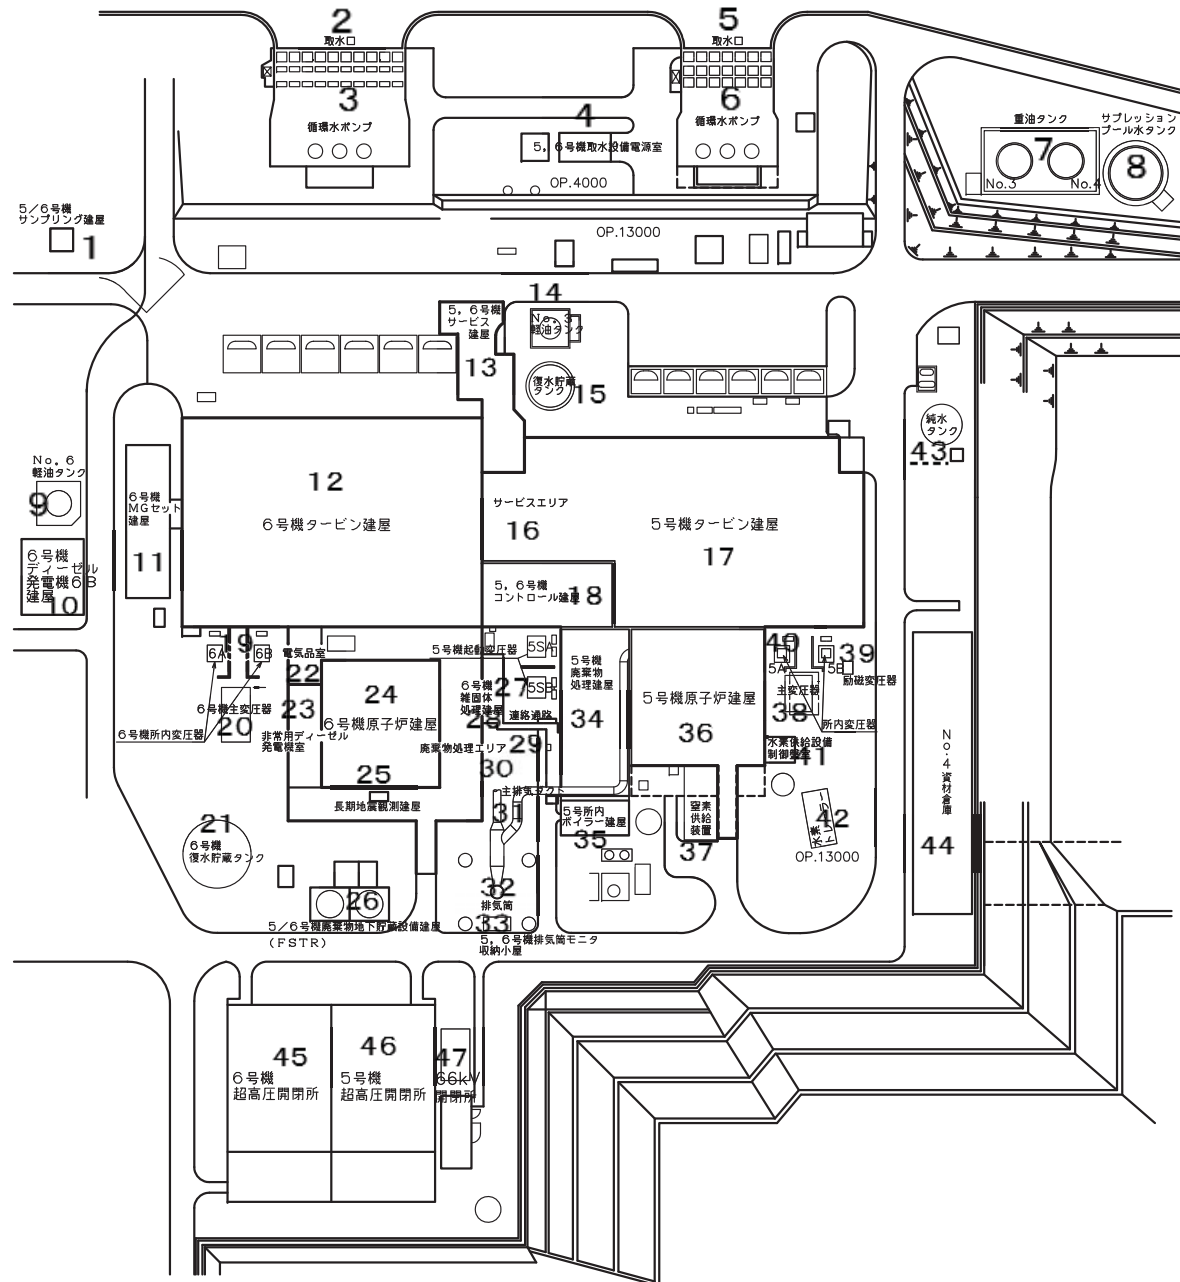 2
取水口
3
循環水ポンプ
4
5，6号機取水設備電源室
OP.4000
5
取水口
6
循環水ポンプ
重油タンク
7
No.3
No.4
サプレッション
プール水タンク
8
5／6号機
サンプリング建屋
1
OP.13000
14
No．5
軽油タンク
5，6号機
サービス
建屋
13
復水貯蔵
タンク
15
純水
タンク
43
No．6
軽油タンク
9
6号機
ディーゼル
発電機6B
建屋
10
6号機
MGセット
建屋
11
12
6号機タービン建屋
サービスエリア
16
5号機タービン建屋
17
5，6号機
コントロール建屋
18
6A
19
6B
6号機主変圧器
20
6号機所内変圧器
電気品室
22
23
非常用ディーゼル
発電機室
24
6号機原子炉建屋
25
長期地震観測建屋
21
6号機
復水貯蔵タンク
26
5／6号機廃棄物地下貯蔵設備建屋
(FSTR)
5号機起動変圧器
5SA
5SB
6号機
雑固体
処理建屋
27
28
連絡通路
29
廃棄物処理エリア
30
主排気ダクト
31
32
排気筒
33
5，6号機排気筒モニタ
収納小屋
5号機
廃棄物
処理建屋
34
5号所内
ボイラー建屋
35
5号機原子炉建屋
36
窒素
供給
装置
37
40
5A
5B
39
励磁変圧器
主変圧器
38
所内変圧器
水素供給設備
制御盤室
41
42
水素
トレーラー
OP.13000
No.4資材倉庫
44
45
6号機
超高圧開閉所
46
5号機
超高圧開閉所
47
66kV
開閉所